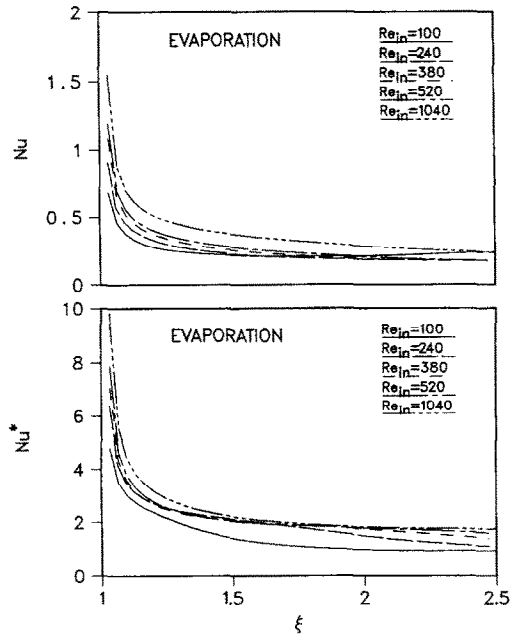 2
EVAPORATION
Re_in=100
Re_in=240
Re_in=380
Re_in=520
Re_in=1040
1.5
Nu
1
0.5
0
10
EVAPORATION
Re_in=100
Re_in=240
Re_in=380
Re_in=520
Re_in=1040
8
6
Nu*
4
2
0
1
1.5
2
2.5
ξ